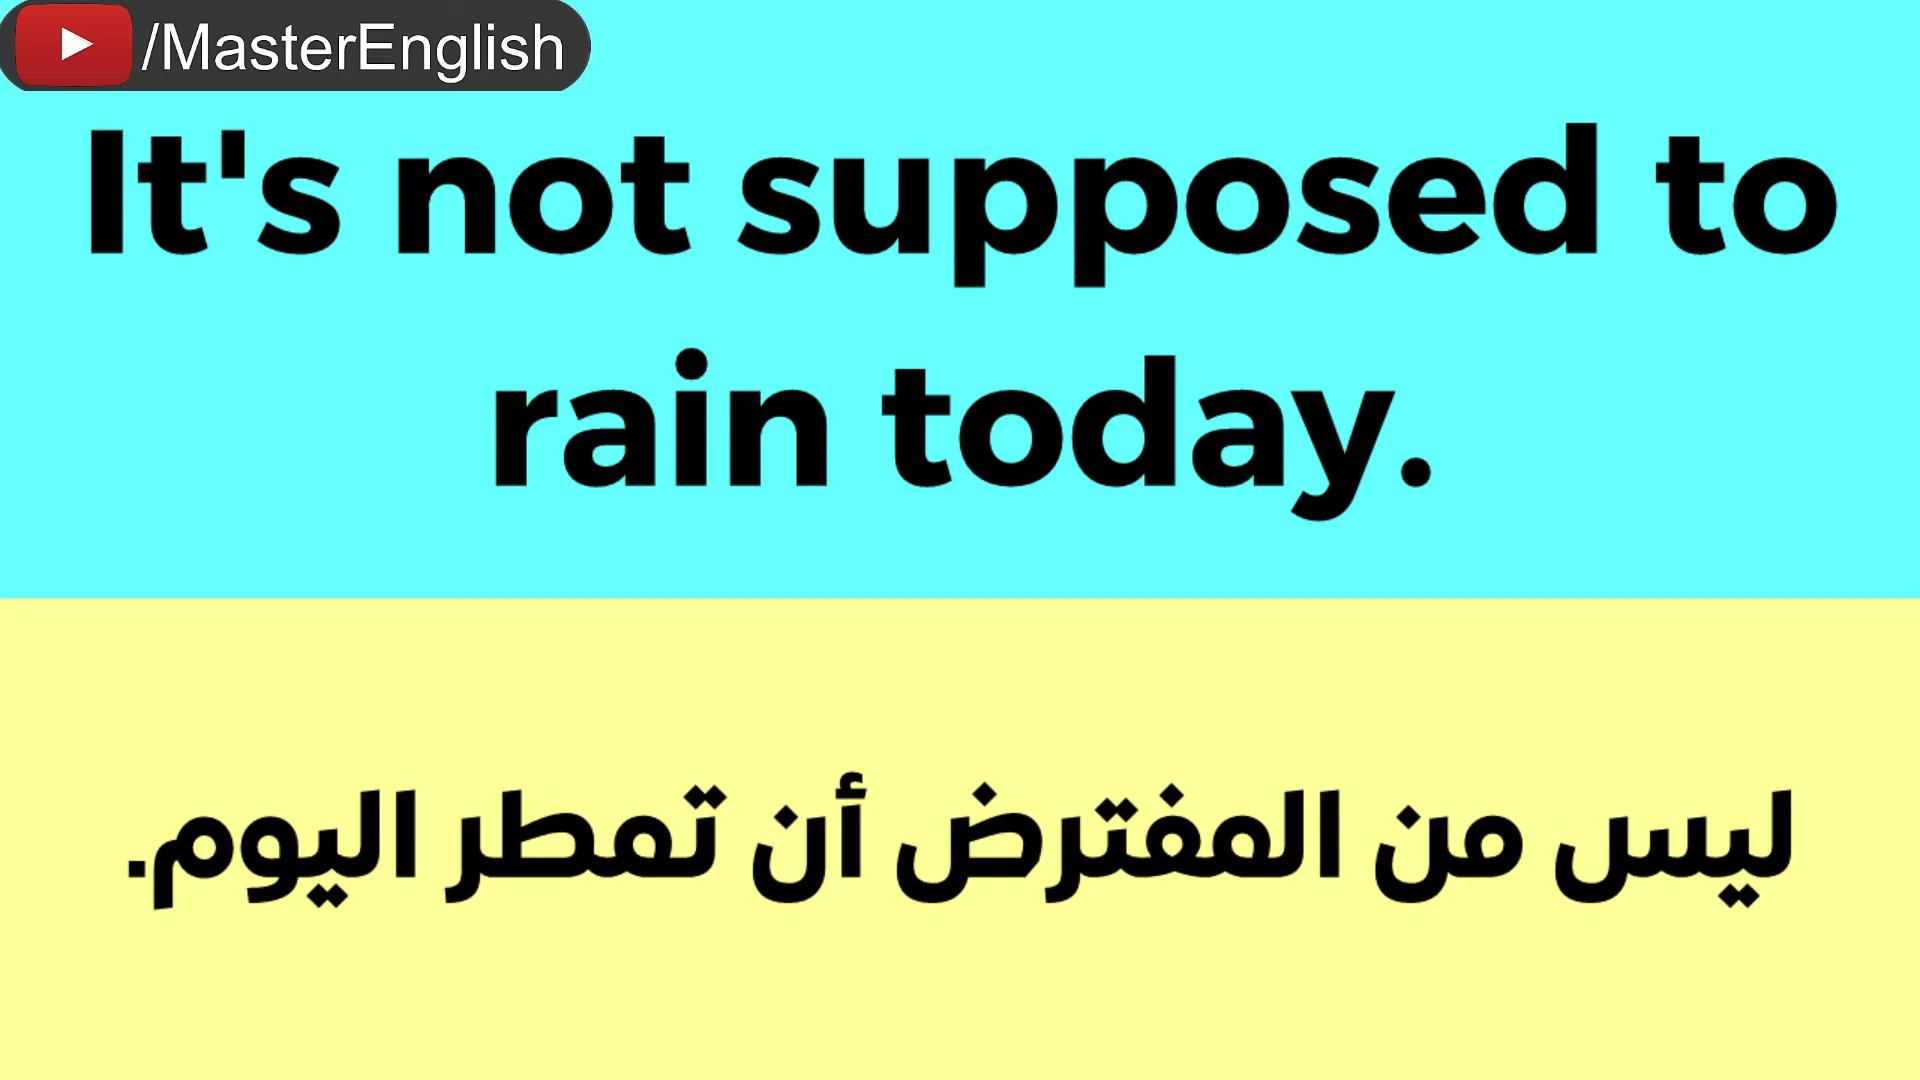 /MasterEnglish
It's not supposed to
rain today.
ليس من المفترض أن تمطر اليوم.